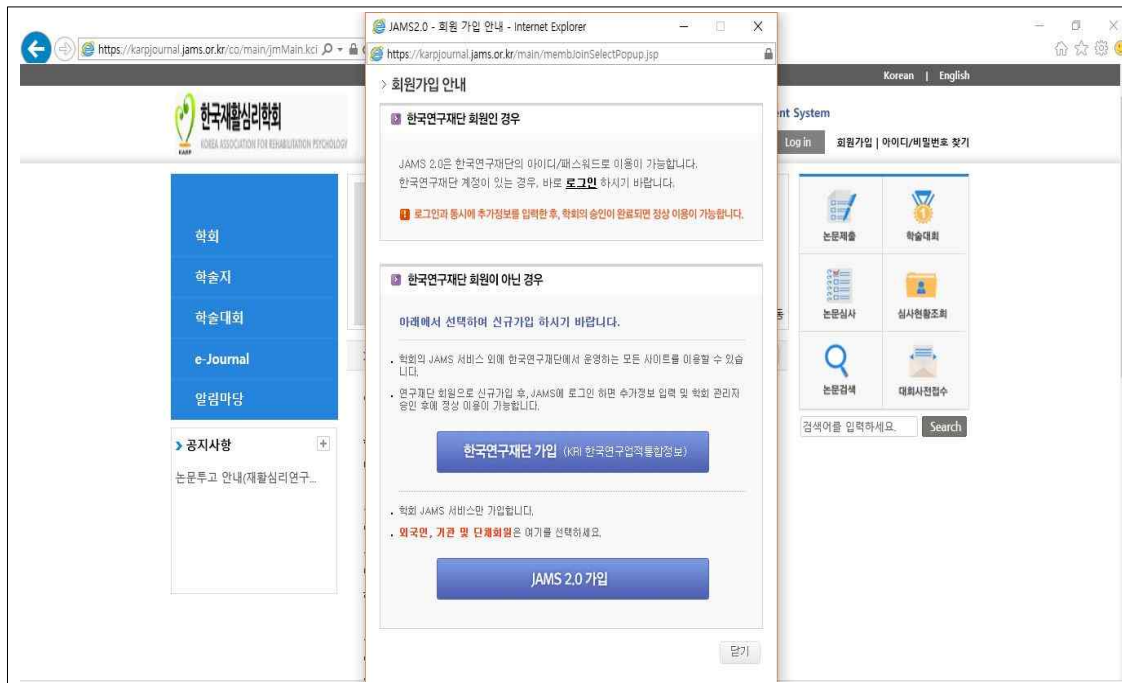 JAMS2.0 - 회원 가입 안내 - Internet Explorer
https://karpjournal.jams.or.kr/co/main/jmMain.kci
https://karpjournal.jams.or.kr/main/membJoinSelectPopup.jsp
Korean | English
한국재활심리학회
KOREA ASSOCIATION FOR REHABILITATION PSYCHOLOGY
KARP
System
Log in 회원가입 | 아이디/비밀번호 찾기
학회
학술지
학술대회
e-Journal
알림마당
공지사항
논문투고 안내(재활심리연구...
회원가입 안내
한국연구재단 회원인 경우
JAMS 2.0은 한국연구재단의 아이디/패스워드로 이용이 가능합니다.
한국연구재단 계정이 있는 경우, 바로 로그인 하시기 바랍니다.
로그인과 동시에 추가정보를 입력한 후, 학회의 승인이 완료되면 정상 이용이 가능합니다.
한국연구재단 회원이 아닌 경우
아래에서 선택하여 신규가입 하시기 바랍니다.
학회의 JAMS 서비스 외에 한국연구재단에서 운영하는 모든 사이트를 이용할 수 있습
니다.
연구재단 회원으로 신규가입 후, JAMS에 로그인 하면 추가정보 입력 및 학회 관리자
승인 후에 정상 이용이 가능합니다.
한국연구재단 가입 (KRI 한국연구업적통합정보)
학회 JAMS 서비스만 가입합니다.
외국인, 기관 및 단체회원은 여기를 선택하세요.
JAMS 2.0 가입
닫기
논문제출
학술대회
논문심사
심사현황조회
논문검색
대회사전접수
검색어를 입력하세요. Search